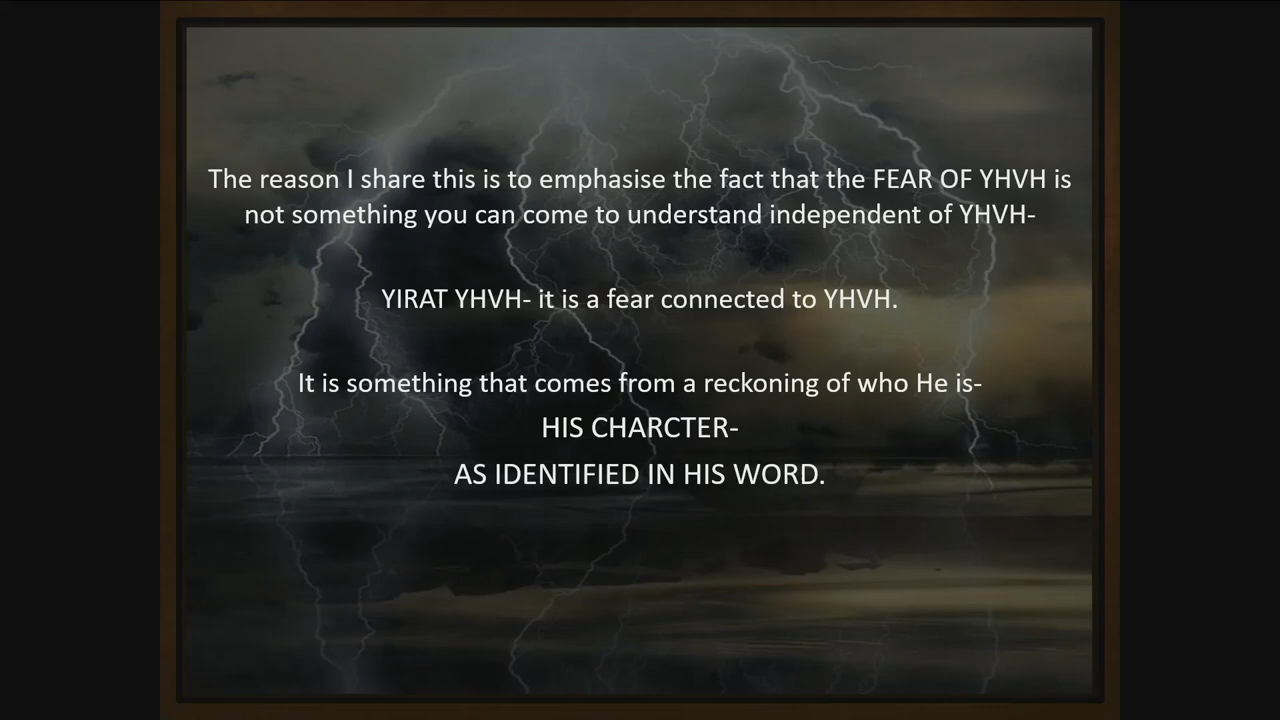 The reason I share this is to emphasise the fact that the FEAR OF YHVH is
not something you can come to understand independent of YHVH-
YIRAT YHVH- it is a fear connected to YHVH.
It is something that comes from a reckoning of who He is-
HIS CHARCTER-
AS IDENTIFIED IN HIS WORD.